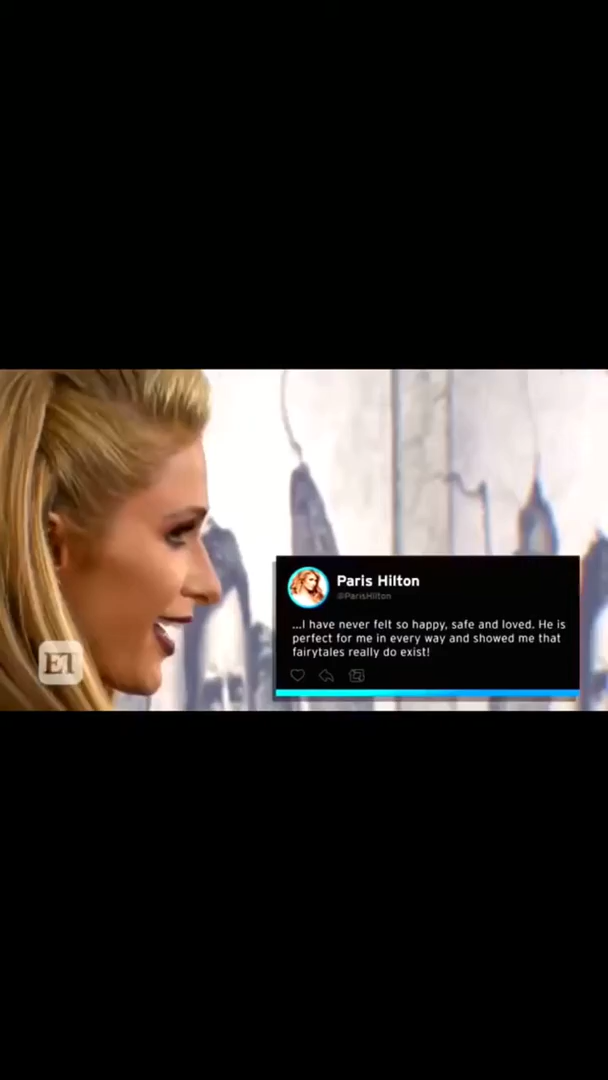 Paris Hilton
@ParisHilton
...I have never felt so happy, safe and loved. He is
perfect for me in every way and showed me that
fairytales really do exist!
ET